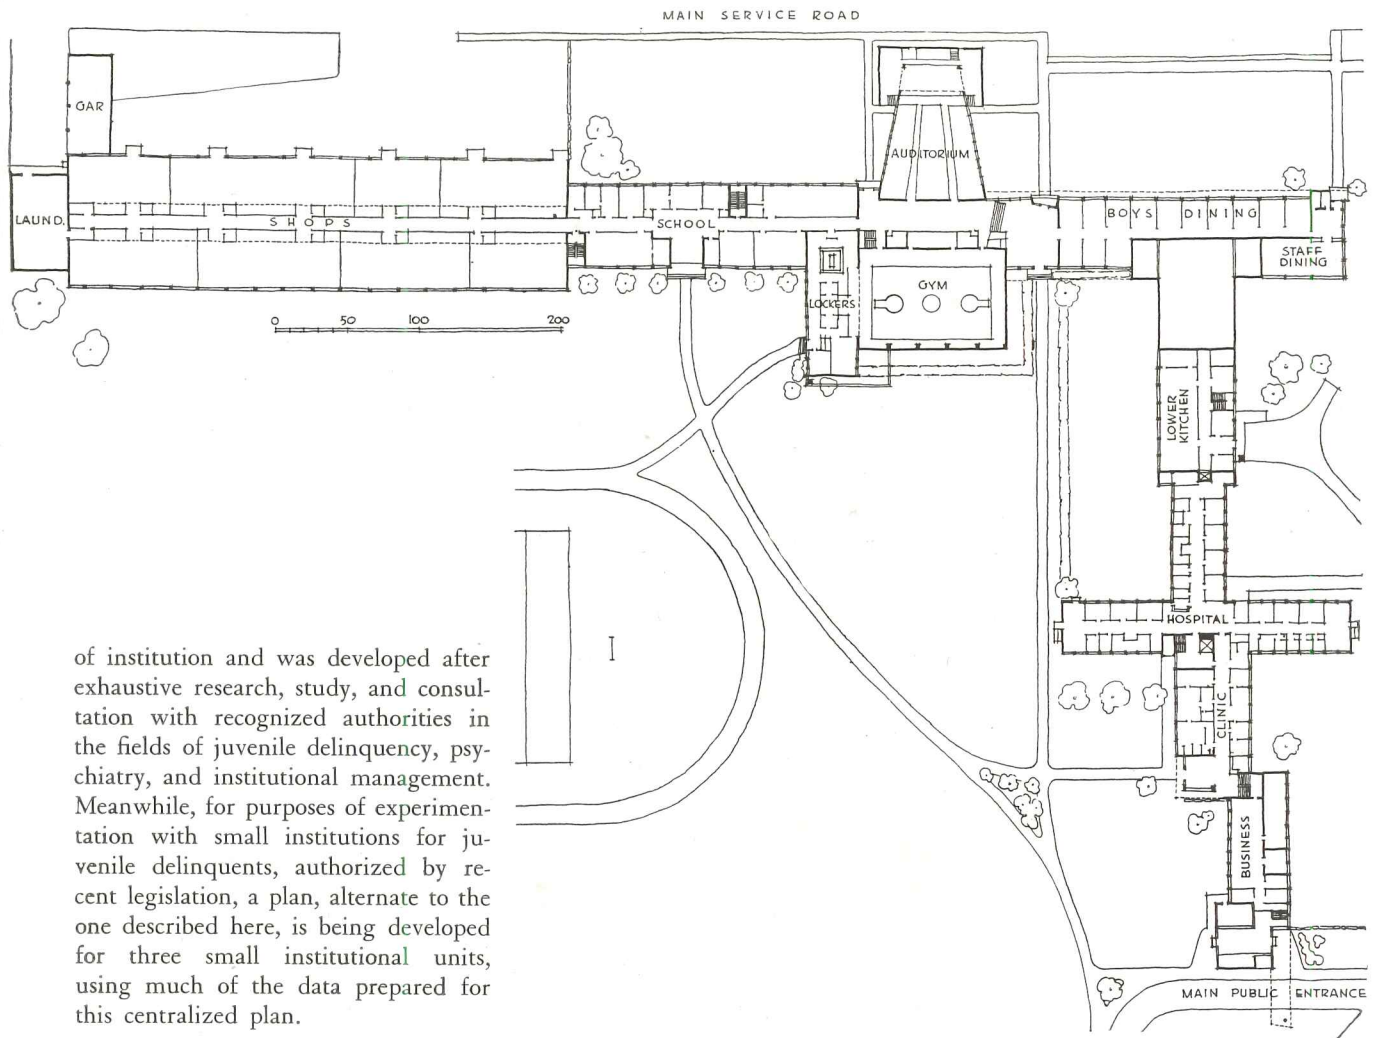 MAIN SERVICE ROAD
GAR
AUDITORIUM
LAUND.
SHOPS
SCHOOL
BOYS DINING
STAFF
DINING
GYM
LOCKERS
0 50 100 200
LOWER
KITCHEN
HOSPITAL
CLINIC
BUSINESS
MAIN PUBLIC ENTRANCE
I
of institution and was developed after
exhaustive research, study, and consul-
tation with recognized authorities in
the fields of juvenile delinquency, psy-
chiatry, and institutional management.
Meanwhile, for purposes of experimen-
tation with small institutions for ju-
venile delinquents, authorized by re-
cent legislation, a plan, alternate to the
one described here, is being developed
for three small institutional units,
using much of the data prepared for
this centralized plan.